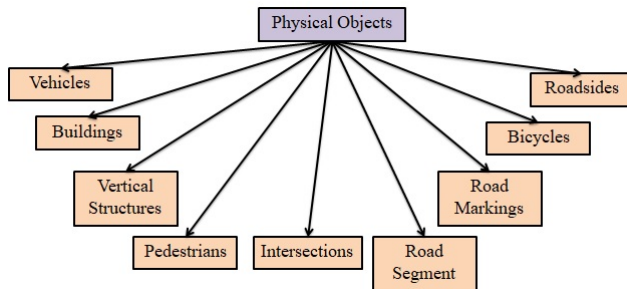 Physical Objects
Vehicles
Roadsides
Buildings
Bicycles
Vertical
Structures
Road
Markings
Pedestrians
Intersections
Road
Segment